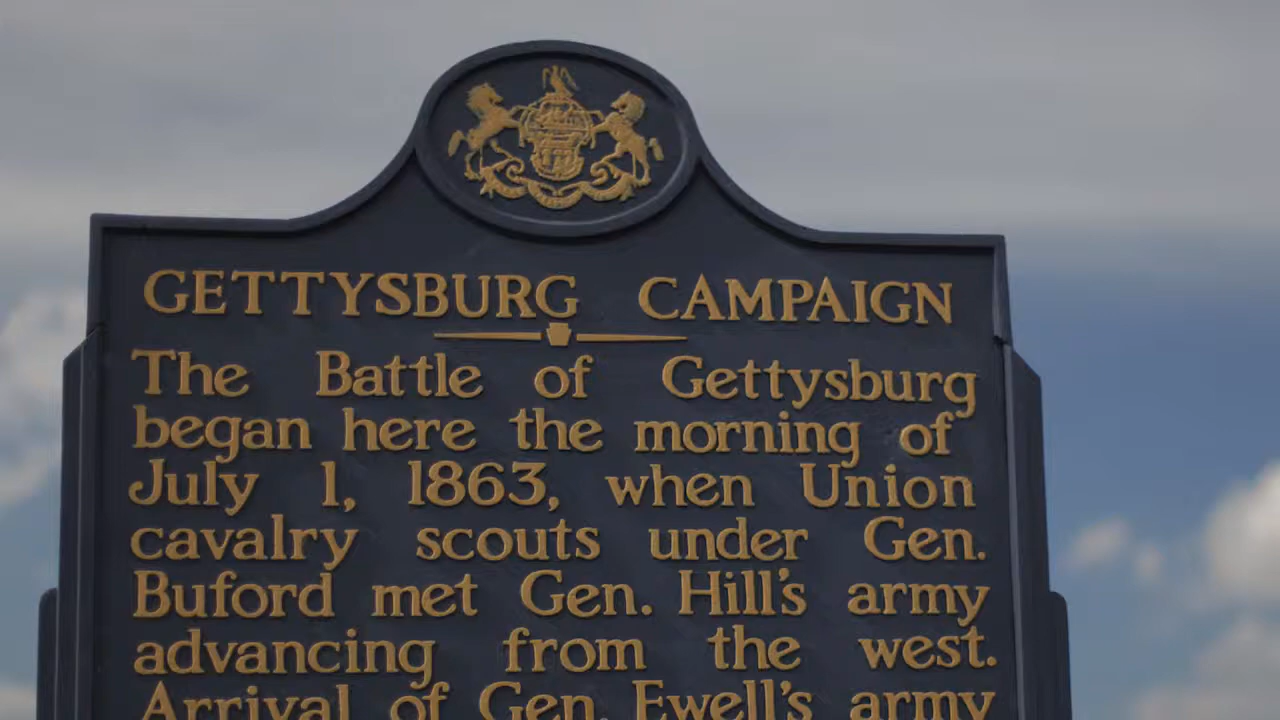 GETTYSBURG CAMPAIGN
The Battle of Gettysburg
began here the morning of
July 1, 1863, when Union
cavalry scouts under Gen.
Buford met Gen. Hill's army
advancing from the west.
Arrival of Gen. Ewell's army